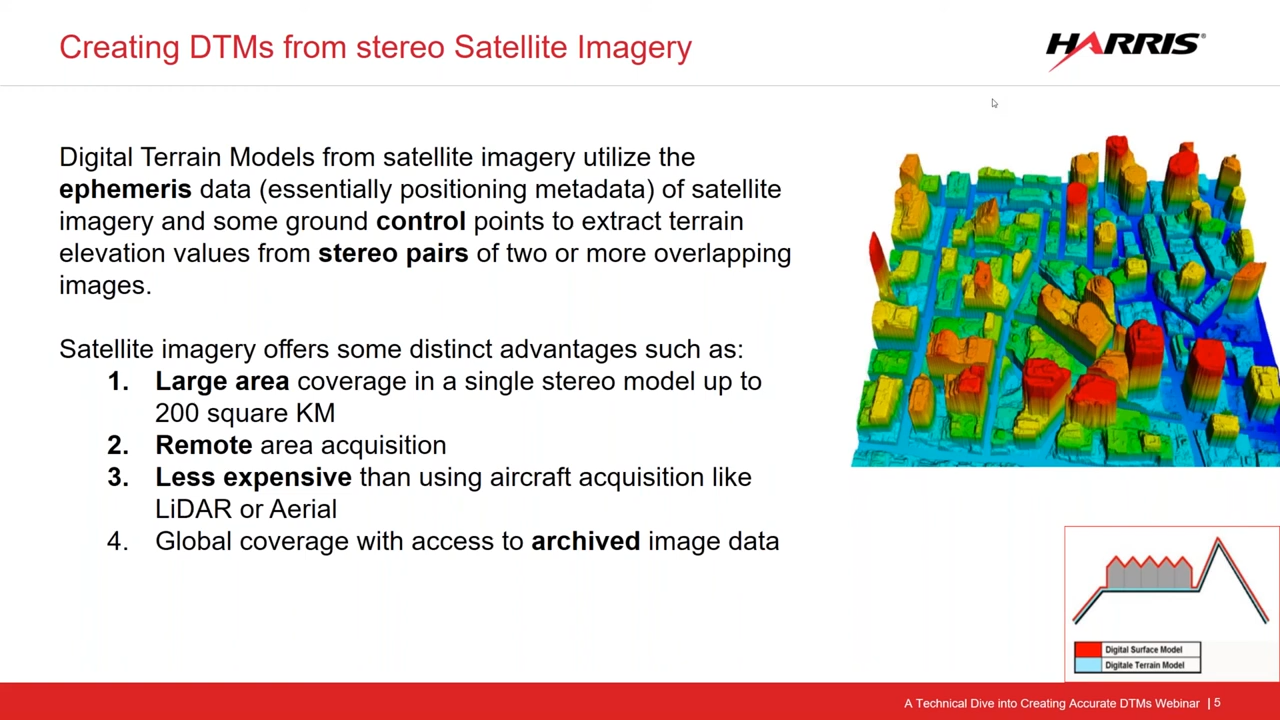 Creating DTMs from stereo Satellite Imagery
HARRIS®
Digital Terrain Models from satellite imagery utilize the
ephemeris data (essentially positioning metadata) of satellite
imagery and some ground control points to extract terrain
elevation values from stereo pairs of two or more overlapping
images.
Satellite imagery offers some distinct advantages such as:
1. Large area coverage in a single stereo model up to
200 square KM
2. Remote area acquisition
3. Less expensive than using aircraft acquisition like
LiDAR or Aerial
4. Global coverage with access to archived image data
Digital Surface Model
Digitale Terrain Model
A Technical Dive into Creating Accurate DTMs Webinar | 5